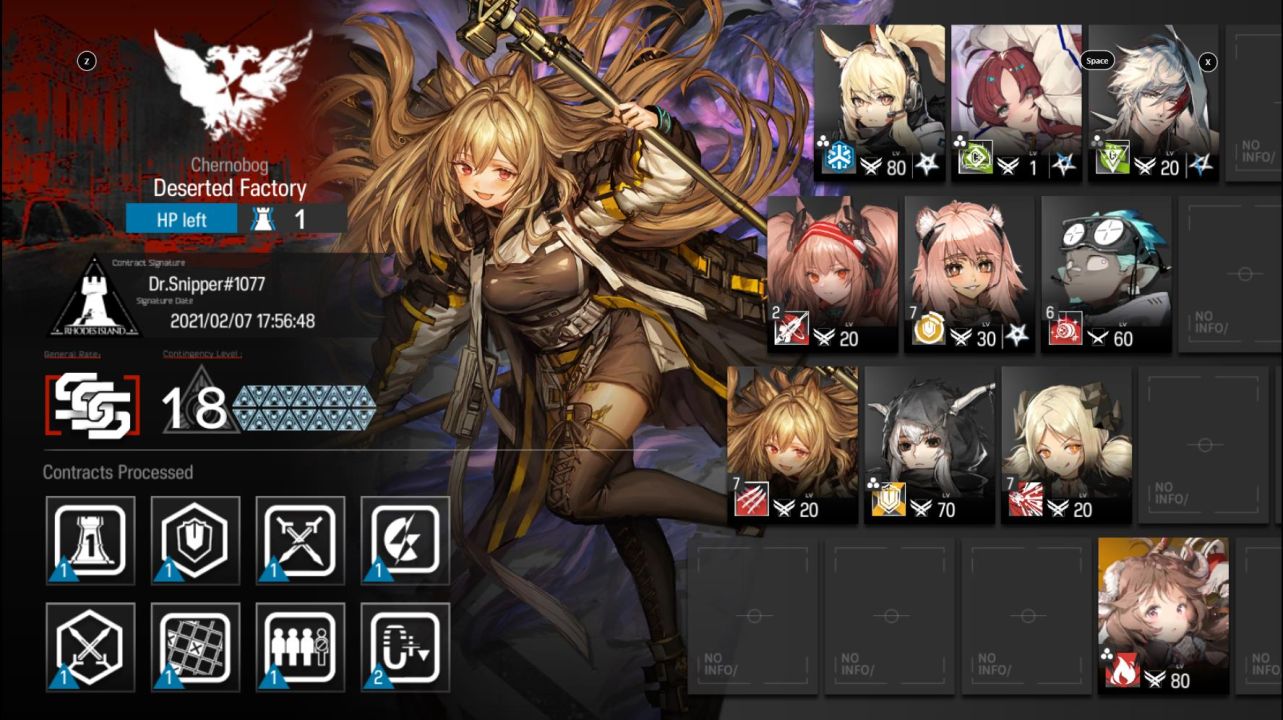 Z
Chernobog
Deserted Factory
HP left 1
Contract Signature
Dr.Snipper#1077
Signature Date
2021/02/07 17:56:48
RHODES ISLAND
General Rate:
Contingency Level :
SSS
18
Contracts Processed
1
1
1
1
1
1
1
1
2
Space
X
LV
80
LV
1
LV
20
NO
INFO/
2
LV
20
7
LV
30
6
LV
60
NO
INFO/
7
LV
20
LV
70
7
LV
20
NO
INFO/
NO
INFO/
NO
INFO/
NO
INFO/
LV
80
NO
INFO